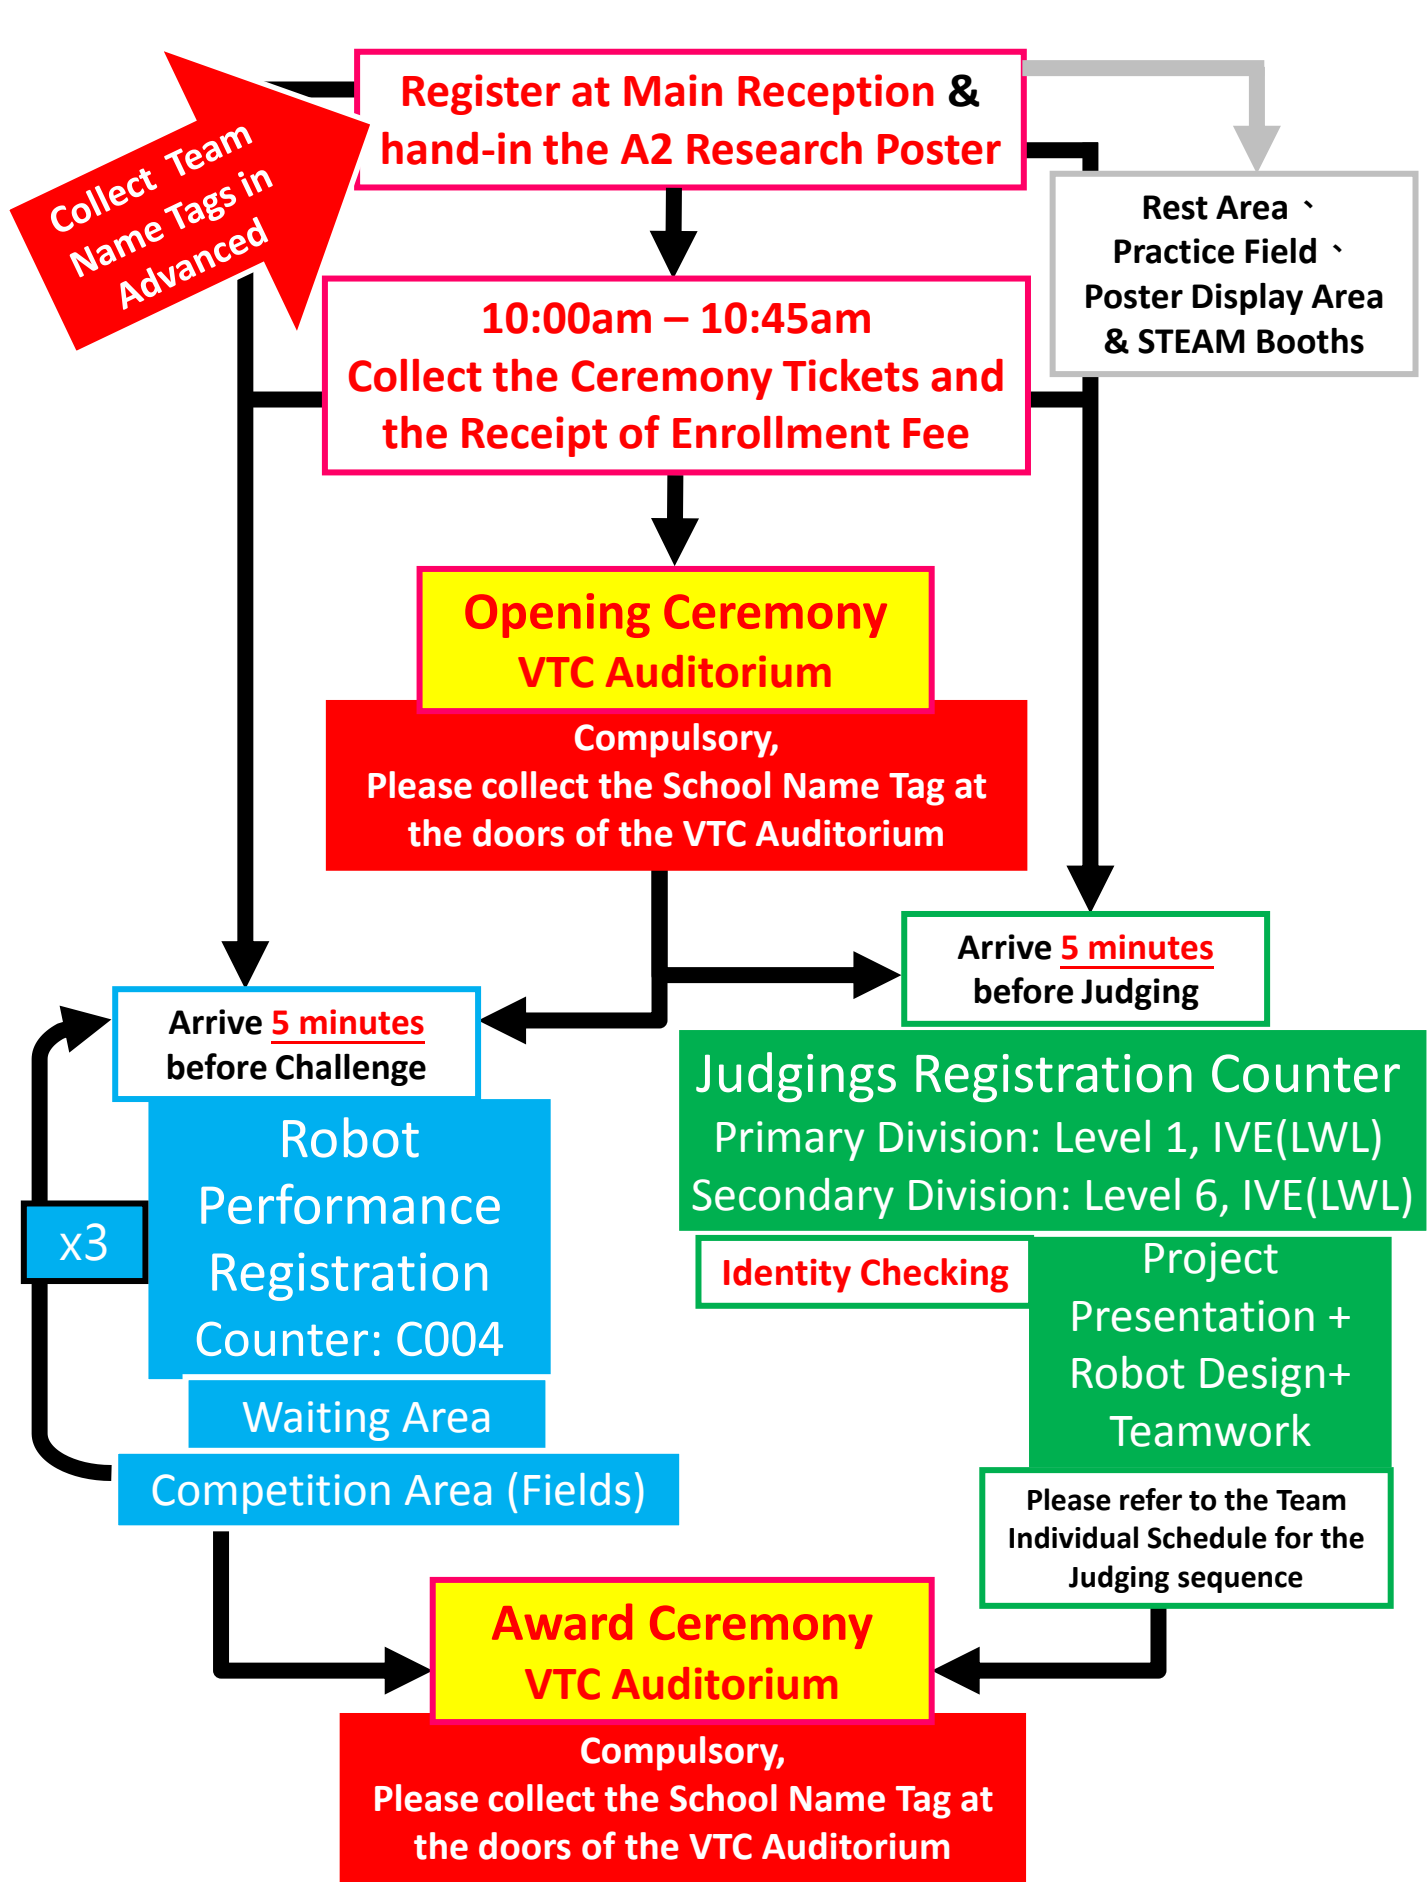 Register at Main Reception &
hand-in the A2 Research Poster
Collect Team
Name Tags in
Advanced
Rest Area、
Practice Field、
Poster Display Area
& STEAM Booths
10:00am – 10:45am
Collect the Ceremony Tickets and
the Receipt of Enrollment Fee
Opening Ceremony
VTC Auditorium
Compulsory,
Please collect the School Name Tag at
the doors of the VTC Auditorium
Arrive 5 minutes
before Judging
Arrive 5 minutes
before Challenge
Judgings Registration Counter
Primary Division: Level 1, IVE(LWL)
Secondary Division: Level 6, IVE(LWL)
Robot
Performance
Registration
Counter: C004
x3
Identity Checking
Project
Presentation +
Robot Design+
Teamwork
Waiting Area
Competition Area (Fields)
Please refer to the Team
Individual Schedule for the
Judging sequence
Award Ceremony
VTC Auditorium
Compulsory,
Please collect the School Name Tag at
the doors of the VTC Auditorium